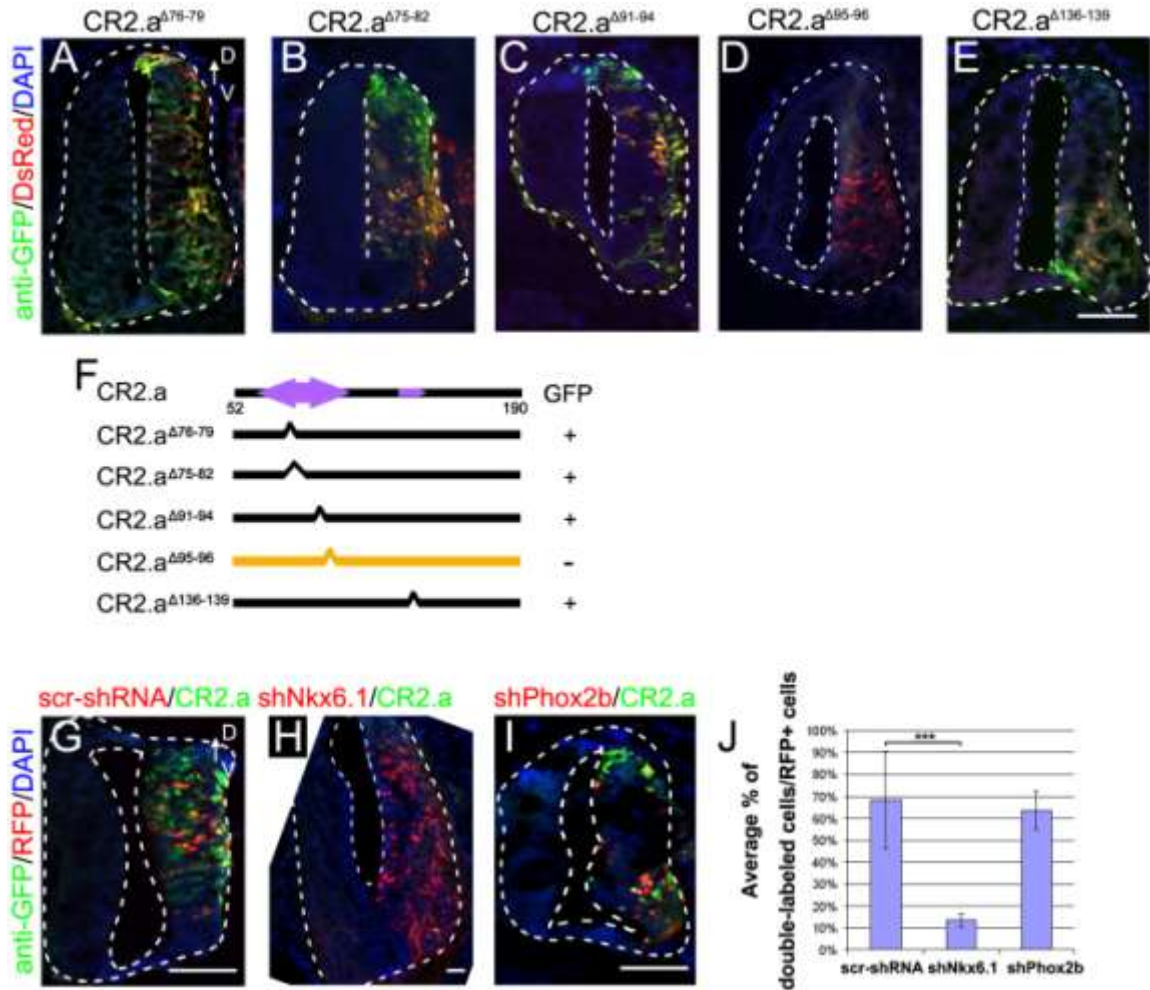 CR2.aΔ76-79 CR2.aΔ75-82 CR2.aΔ91-94 CR2.aΔ95-96 CR2.aΔ136-139
anti-GFP/DsRed/DAPI
A D V B C D E
F
CR2.a GFP
52 190
CR2.aΔ76-79 +
CR2.aΔ75-82 +
CR2.aΔ91-94 +
CR2.aΔ95-96 -
CR2.aΔ136-139 +
scr-shRNA/CR2.a shNkx6.1/CR2.a shPhox2b/CR2.a
anti-GFP/RFP/DAPI
G D H I J
Average % of
double-labeled cells/RFP+ cells
***
100%
90%
80%
70%
60%
50%
40%
30%
20%
10%
0%
scr-shRNA shNkx6.1 shPhox2b